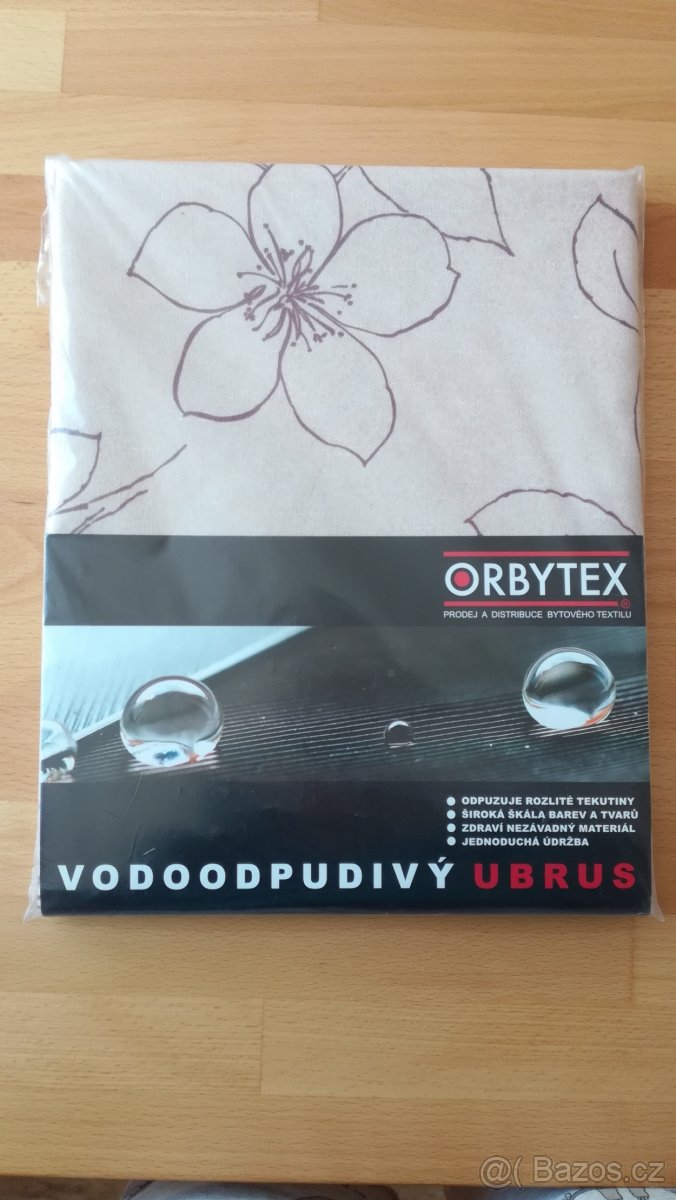 ORBYTEX®
PRODEJ A DISTRIBUCE BYTOVÉHO TEXTILU
ODPUZUJE ROZLITÉ TEKUTINY
ŠIROKÁ ŠKÁLA BAREV A TVARŮ
ZDRAVÍ NEZÁVADNÝ MATERIÁL
JEDNODUCHÁ ÚDRŽBA
VODOODPUDIVÝ UBRUS
@( Bazos.cz